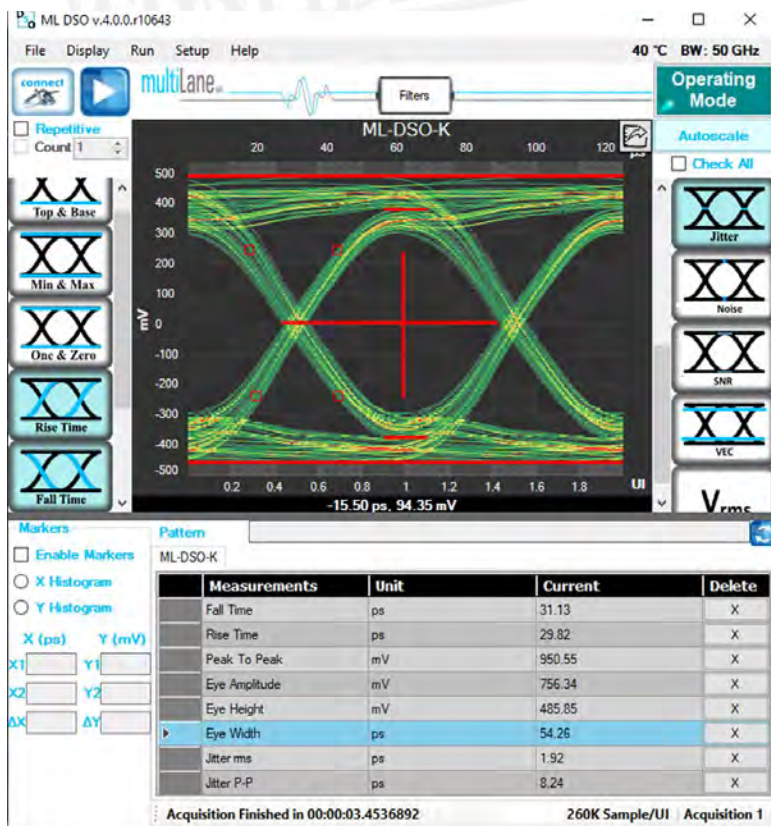 ML DSO v.4.0.0.r10643
File Display Run Setup Help 40 °C BW: 50 GHz
connect
multiLane
Filters
Operating Mode
Repetitive
Count 1
Autoscale
Check All
ML-DSO-K
20 40 60 80 100 120
500
400
300
200
100
0
-100
-200
-300
-400
-500
mV
0.2 0.4 0.6 0.8 1 1.2 1.4 1.6 1.8 UI
-15.50 ps, 94.35 mV
Top & Base
Min & Max
One & Zero
Rise Time
Fall Time
Jitter
Noise
SNR
VEC
Vrms
Markers
Enable Markers
X Histogram
Y Histogram
X (ps) Y (mV)
X1 Y1
X2 Y2
ΔX ΔY
Pattern
ML-DSO-K
Measurements Unit Current Delete
Fall Time ps 31.13 X
Rise Time ps 29.82 X
Peak To Peak mV 950.55 X
Eye Amplitude mV 756.34 X
Eye Height mV 485.85 X
Eye Width ps 54.26 X
Jitter rms ps 1.92 X
Jitter P-P ps 8.24 X
Acquisition Finished in 00:00:03.4536892 260K Sample/UI Acquisition 1